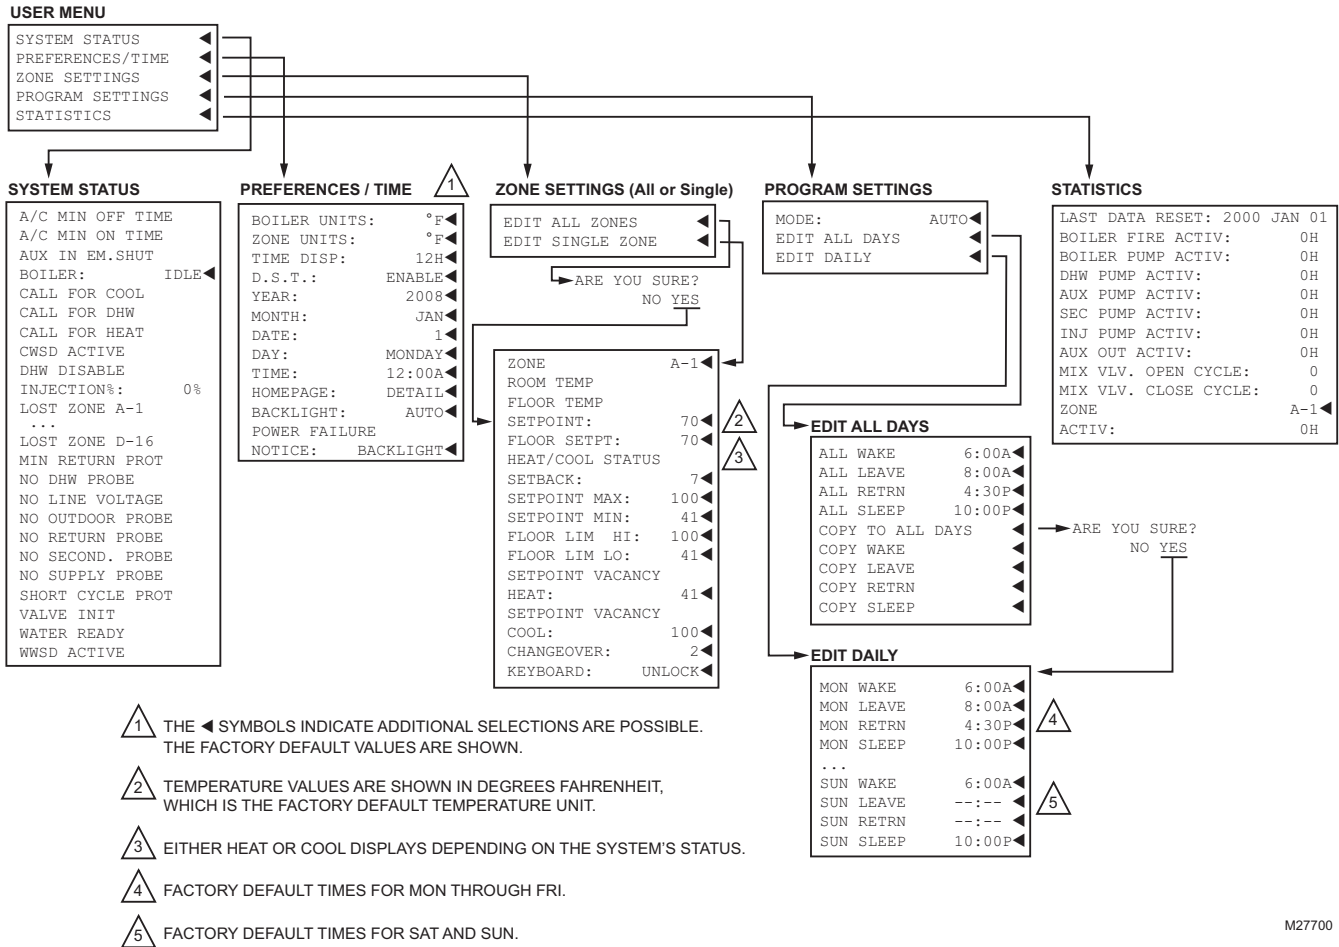 USER MENU
SYSTEM STATUS ◀
PREFERENCES/TIME ◀
ZONE SETTINGS ◀
PROGRAM SETTINGS ◀
STATISTICS ◀
SYSTEM STATUS
A/C MIN OFF TIME
A/C MIN ON TIME
AUX IN EM.SHUT
BOILER: IDLE◀
CALL FOR COOL
CALL FOR DHW
CALL FOR HEAT
CWSD ACTIVE
DHW DISABLE
INJECTION%: 0%
LOST ZONE A-1
...
LOST ZONE D-16
MIN RETURN PROT
NO DHW PROBE
NO LINE VOLTAGE
NO OUTDOOR PROBE
NO RETURN PROBE
NO SECOND. PROBE
NO SUPPLY PROBE
SHORT CYCLE PROT
VALVE INIT
WATER READY
WWSD ACTIVE
PREFERENCES / TIME 1
BOILER UNITS: °F◀
ZONE UNITS: °F◀
TIME DISP: 12H◀
D.S.T.: ENABLE◀
YEAR: 2008◀
MONTH: JAN◀
DATE: 1◀
DAY: MONDAY◀
TIME: 12:00A◀
HOMEPAGE: DETAIL◀
BACKLIGHT: AUTO◀
POWER FAILURE
NOTICE: BACKLIGHT◀
ZONE SETTINGS (All or Single)
EDIT ALL ZONES ◀
EDIT SINGLE ZONE ◀
ARE YOU SURE?
NO YES
ZONE A-1◀
ROOM TEMP
FLOOR TEMP
SETPOINT: 70◀ 2
FLOOR SETPT: 70◀
HEAT/COOL STATUS 3
SETBACK: 7◀
SETPOINT MAX: 100◀
SETPOINT MIN: 41◀
FLOOR LIM HI: 100◀
FLOOR LIM LO: 41◀
SETPOINT VACANCY
HEAT: 41◀
SETPOINT VACANCY
COOL: 100◀
CHANGEOVER: 2◀
KEYBOARD: UNLOCK◀
PROGRAM SETTINGS
MODE: AUTO◀
EDIT ALL DAYS ◀
EDIT DAILY ◀
EDIT ALL DAYS
ALL WAKE 6:00A◀
ALL LEAVE 8:00A◀
ALL RETRN 4:30P◀
ALL SLEEP 10:00P◀
COPY TO ALL DAYS ◀
COPY WAKE ◀
COPY LEAVE ◀
COPY RETRN ◀
COPY SLEEP ◀
ARE YOU SURE?
NO YES
EDIT DAILY
MON WAKE 6:00A◀
MON LEAVE 8:00A◀
MON RETRN 4:30P◀ 4
MON SLEEP 10:00P◀
...
SUN WAKE 6:00A◀
SUN LEAVE --:-- ◀ 5
SUN RETRN --:-- ◀
SUN SLEEP 10:00P◀
STATISTICS
LAST DATA RESET: 2000 JAN 01
BOILER FIRE ACTIV: 0H
BOILER PUMP ACTIV: 0H
DHW PUMP ACTIV: 0H
AUX PUMP ACTIV: 0H
SEC PUMP ACTIV: 0H
INJ PUMP ACTIV: 0H
AUX OUT ACTIV: 0H
MIX VLV. OPEN CYCLE: 0
MIX VLV. CLOSE CYCLE: 0
ZONE A-1◀
ACTIV: 0H
1 THE ◀ SYMBOLS INDICATE ADDITIONAL SELECTIONS ARE POSSIBLE.
THE FACTORY DEFAULT VALUES ARE SHOWN.
2 TEMPERATURE VALUES ARE SHOWN IN DEGREES FAHRENHEIT,
WHICH IS THE FACTORY DEFAULT TEMPERATURE UNIT.
3 EITHER HEAT OR COOL DISPLAYS DEPENDING ON THE SYSTEM'S STATUS.
4 FACTORY DEFAULT TIMES FOR MON THROUGH FRI.
5 FACTORY DEFAULT TIMES FOR SAT AND SUN.
M27700